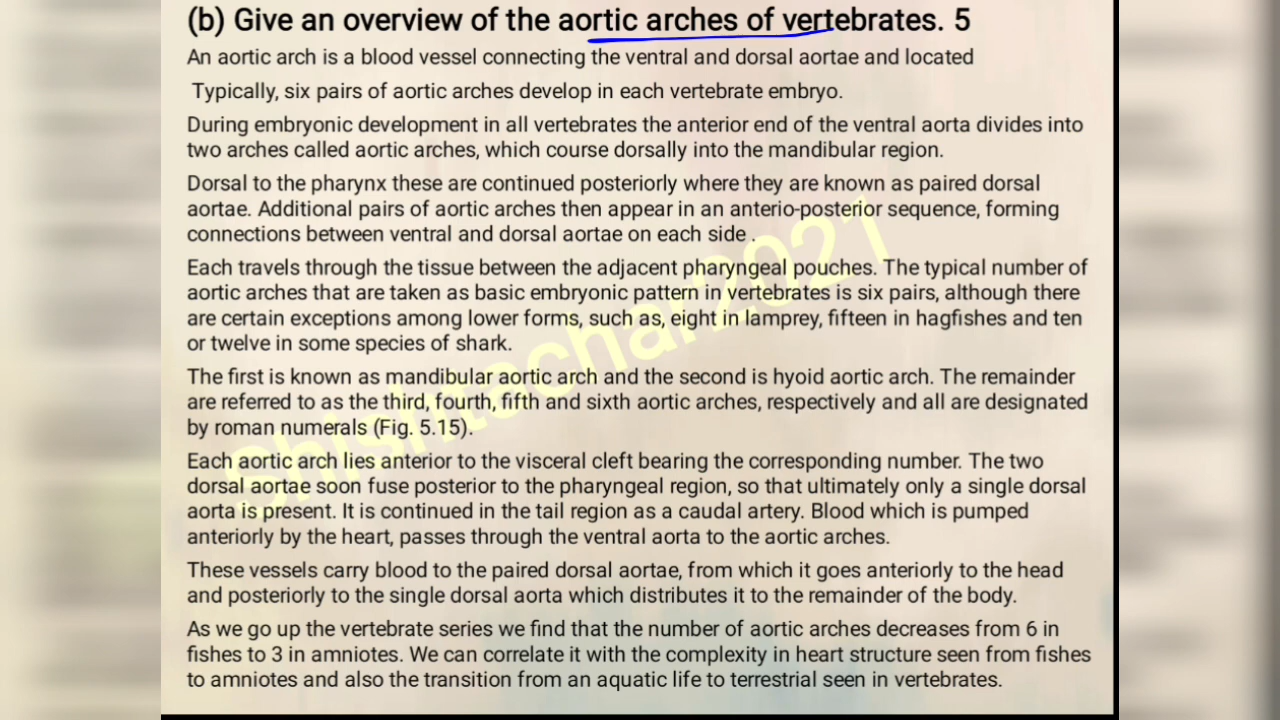 (b) Give an overview of the aortic arches of vertebrates. 5
An aortic arch is a blood vessel connecting the ventral and dorsal aortae and located
Typically, six pairs of aortic arches develop in each vertebrate embryo.
During embryonic development in all vertebrates the anterior end of the ventral aorta divides into
two arches called aortic arches, which course dorsally into the mandibular region.
Dorsal to the pharynx these are continued posteriorly where they are known as paired dorsal
aortae. Additional pairs of aortic arches then appear in an anterio-posterior sequence, forming
connections between ventral and dorsal aortae on each side .
Each travels through the tissue between the adjacent pharyngeal pouches. The typical number of
aortic arches that are taken as basic embryonic pattern in vertebrates is six pairs, although there
are certain exceptions among lower forms, such as, eight in lamprey, fifteen in hagfishes and ten
or twelve in some species of shark.
The first is known as mandibular aortic arch and the second is hyoid aortic arch. The remainder
are referred to as the third, fourth, fifth and sixth aortic arches, respectively and all are designated
by roman numerals (Fig. 5.15).
Each aortic arch lies anterior to the visceral cleft bearing the corresponding number. The two
dorsal aortae soon fuse posterior to the pharyngeal region, so that ultimately only a single dorsal
aorta is present. It is continued in the tail region as a caudal artery. Blood which is pumped
anteriorly by the heart, passes through the ventral aorta to the aortic arches.
These vessels carry blood to the paired dorsal aortae, from which it goes anteriorly to the head
and posteriorly to the single dorsal aorta which distributes it to the remainder of the body.
As we go up the vertebrate series we find that the number of aortic arches decreases from 6 in
fishes to 3 in amniotes. We can correlate it with the complexity in heart structure seen from fishes
to amniotes and also the transition from an aquatic life to terrestrial seen in vertebrates.
Shishtachar2021